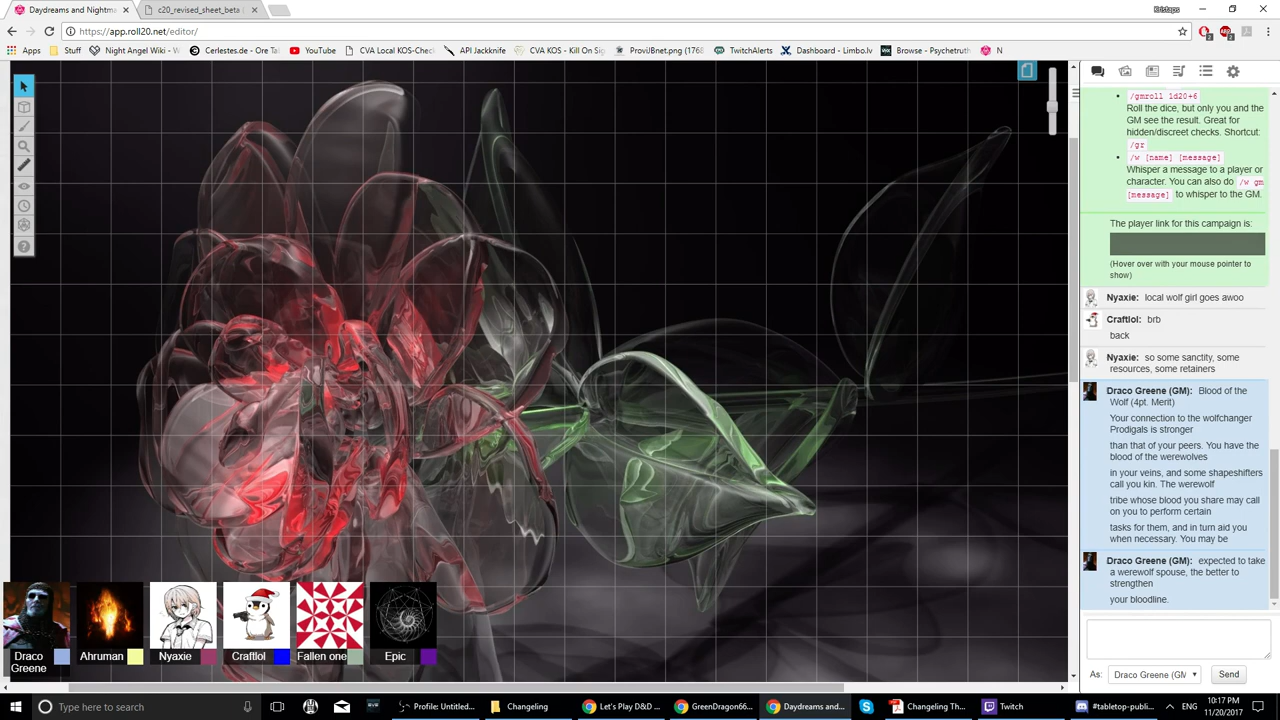 Daydreams and Nightma
c20_revised_sheet_beta (
Kristaps
https://app.roll20.net/editor/
Apps
Stuff
Night Angel Wiki - W
Cerlestes.de - Ore Ta
YouTube
CVA Local KOS-Check
API Jackknife
CVA KOS - Kill On Sig
ProviJBnet.png (1768
TwitchAlerts
Dashboard - Limbo.lv
Browse - Psychetruth
N
/gmroll 1d20+6
Roll the dice, but only you and the
GM see the result. Great for
hidden/discreet checks. Shortcut:
/gr
/w [name] [message]
Whisper a message to a player or
character. You can also do /w gm
[message] to whisper to the GM.
The player link for this campaign is:
(Hover over with your mouse pointer to
show)
Nyaxie: local wolf girl goes awoo
Craftlol: brb
back
Nyaxie: so some sanctity, some
resources, some retainers
Draco Greene (GM): Blood of the
Wolf (4pt. Merit)
Your connection to the wolfchanger
Prodigals is stronger
than that of your peers. You have the
blood of the werewolves
in your veins, and some shapeshifters
call you kin. The werewolf
tribe whose blood you share may call
on you to perform certain
tasks for them, and in turn aid you
when necessary. You may be
Draco Greene (GM): expected to take
a werewolf spouse, the better to
strengthen
your bloodline.
As: Draco Greene (GM
Send
Draco
Greene
Ahruman
Nyaxie
Craftlol
Fallen one
Epic
Type here to search
Profile: Untitled...
Changeling
Let's Play D&D ...
GreenDragon66...
Daydreams and...
Changeling Th...
Twitch
#tabletop-publi...
ENG
10:17 PM
11/20/2017